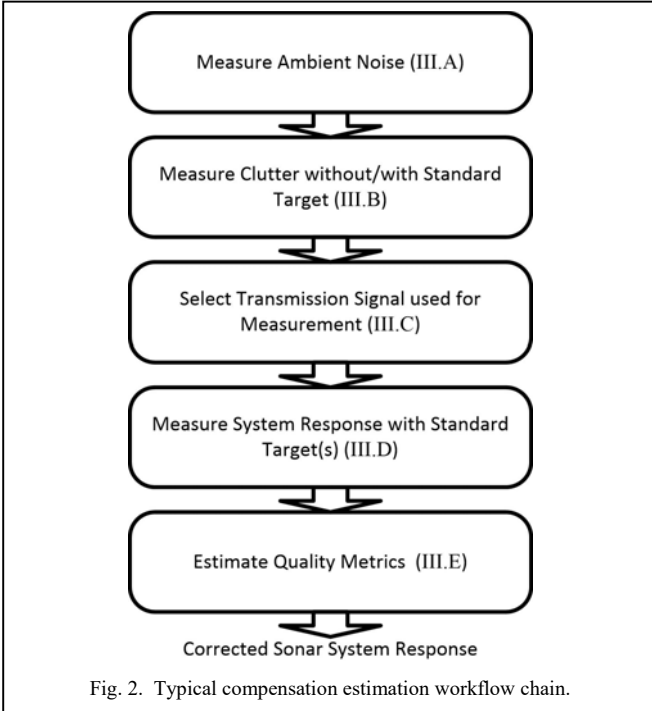 Measure Ambient Noise (III.A)
Measure Clutter without/with Standard
Target (III.B)
Select Transmission Signal used for
Measurement (III.C)
Measure System Response with Standard
Target(s) (III.D)
Estimate Quality Metrics (III.E)
Corrected Sonar System Response
Fig. 2. Typical compensation estimation workflow chain.